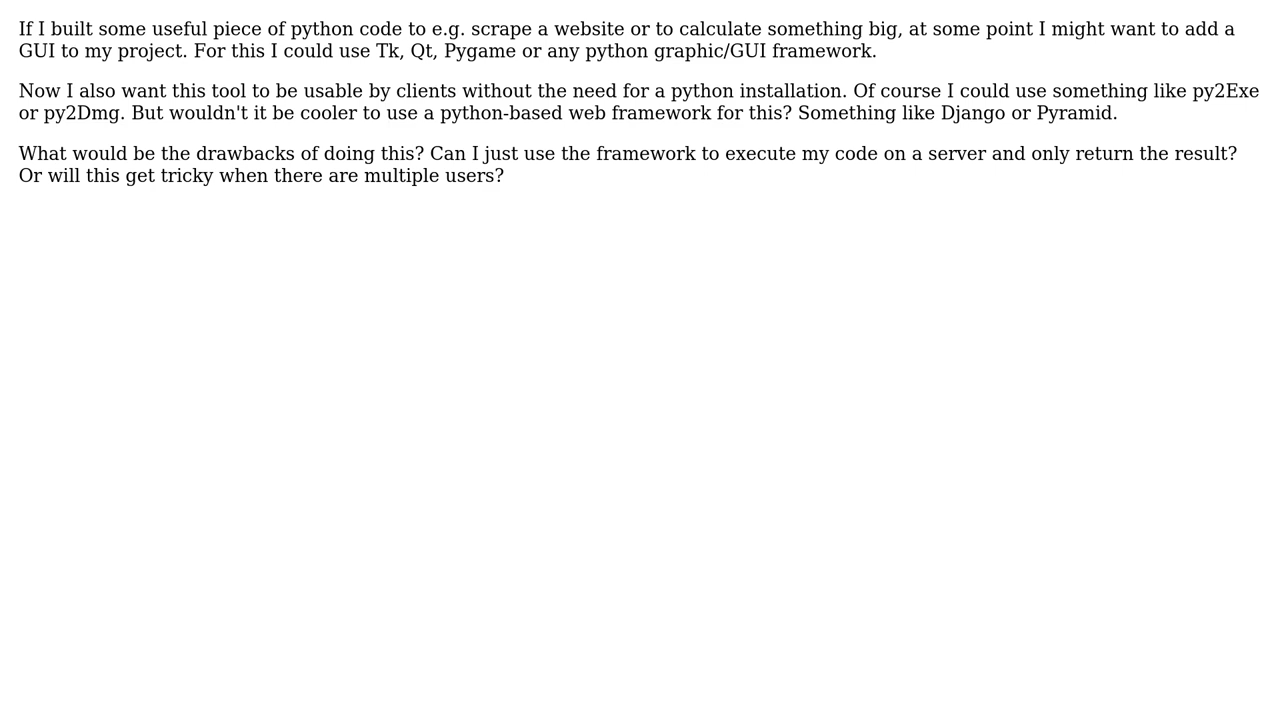 If I built some useful piece of python code to e.g. scrape a website or to calculate something big, at some point I might want to add a
GUI to my project. For this I could use Tk, Qt, Pygame or any python graphic/GUI framework.
Now I also want this tool to be usable by clients without the need for a python installation. Of course I could use something like py2Exe
or py2Dmg. But wouldn't it be cooler to use a python-based web framework for this? Something like Django or Pyramid.
What would be the drawbacks of doing this? Can I just use the framework to execute my code on a server and only return the result?
Or will this get tricky when there are multiple users?